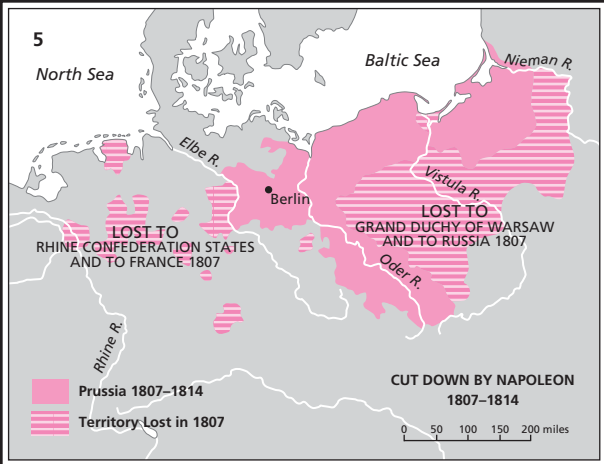 5
North Sea
Baltic Sea
Nieman R.
Elbe R.
Berlin
Vistula R.
LOST TO
GRAND DUCHY OF WARSAW
AND TO RUSSIA 1807
LOST TO
RHINE CONFEDERATION STATES
AND TO FRANCE 1807
Oder R.
Rhine R.
Prussia 1807–1814
Territory Lost in 1807
CUT DOWN BY NAPOLEON
1807–1814
0 50 100 150 200 miles